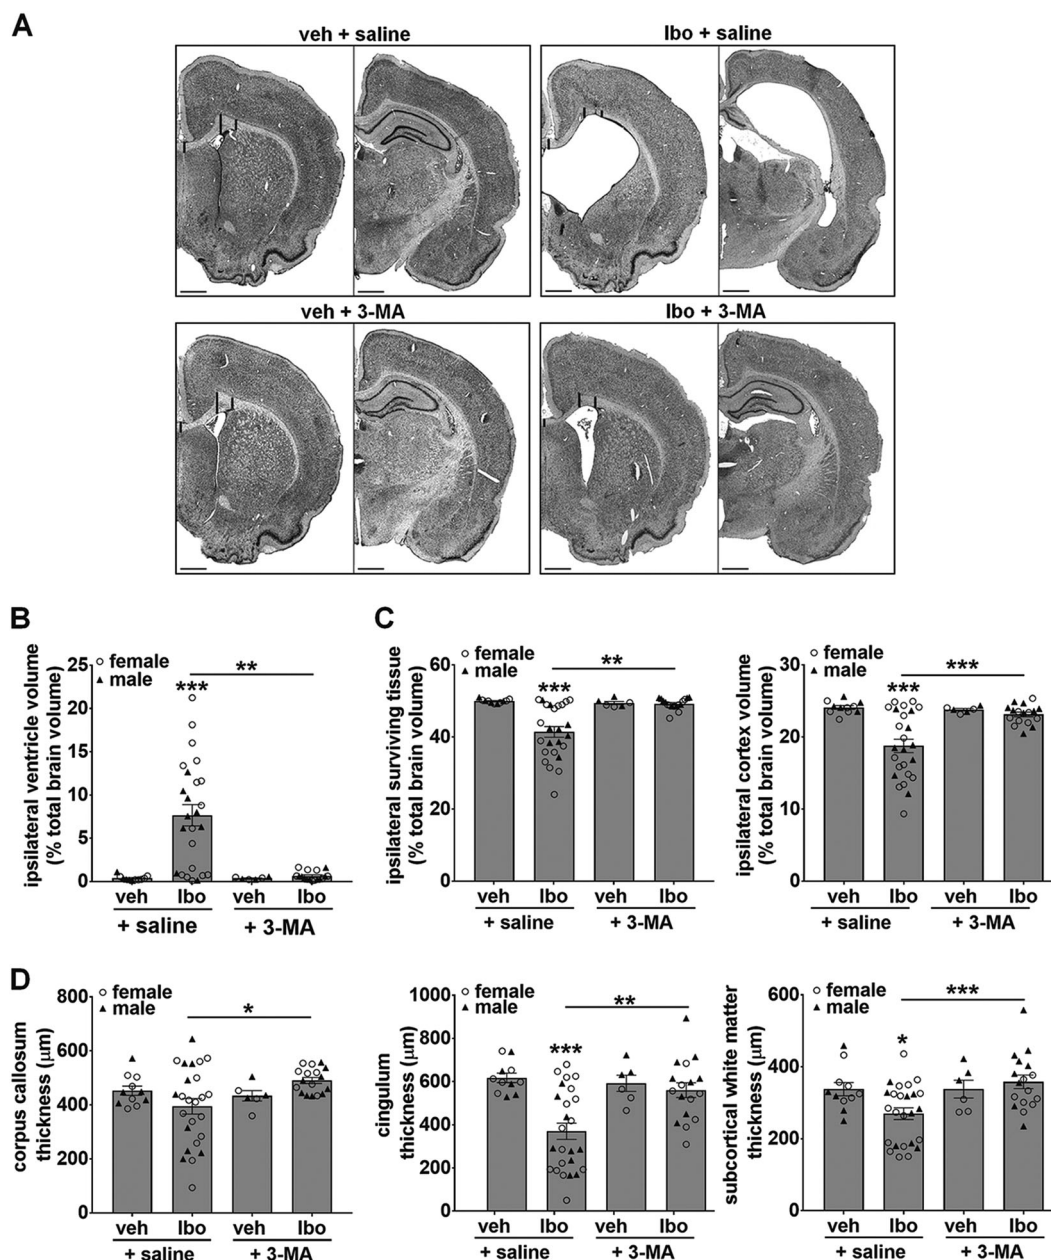 A
veh + saline
Ibo + saline
veh + 3-MA
Ibo + 3-MA
B
ipsilateral ventricle volume
(% total brain volume)
25
20
15
10
5
0
female
male
***
**
veh
Ibo
veh
Ibo
+ saline
+ 3-MA
C
ipsilateral surviving tissue
(% total brain volume)
60
40
20
0
female
male
***
**
veh
Ibo
veh
Ibo
+ saline
+ 3-MA
ipsilateral cortex volume
(% total brain volume)
30
20
10
0
female
male
***
***
veh
Ibo
veh
Ibo
+ saline
+ 3-MA
D
corpus callosum
thickness (μm)
800
600
400
200
0
female
male
*
veh
Ibo
veh
Ibo
+ saline
+ 3-MA
cingulum
thickness (μm)
1000
800
600
400
200
0
female
male
***
**
veh
Ibo
veh
Ibo
+ saline
+ 3-MA
subcortical white matter
thickness (μm)
600
400
200
0
female
male
*
***
veh
Ibo
veh
Ibo
+ saline
+ 3-MA